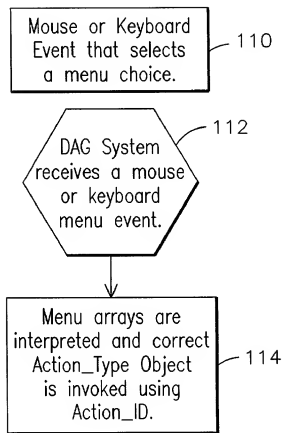 Mouse or Keyboard
Event that selects
a menu choice.
110
DAG System
receives a mouse
or keyboard
menu event.
112
Menu arrays are
interpreted and correct
Action_Type Object
is invoked using
Action_ID.
114